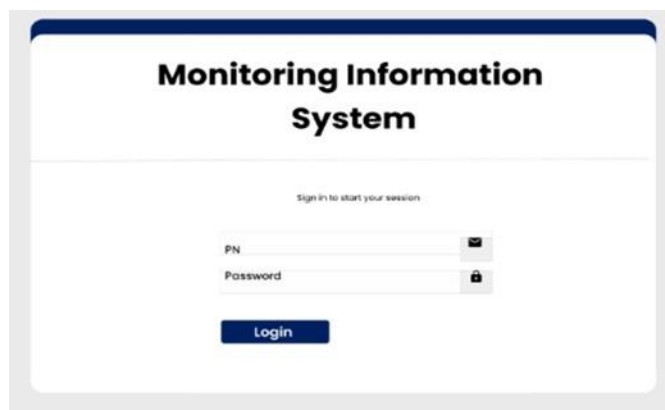 Monitoring Information
System
Sign in to start your session
PN
Password
Login